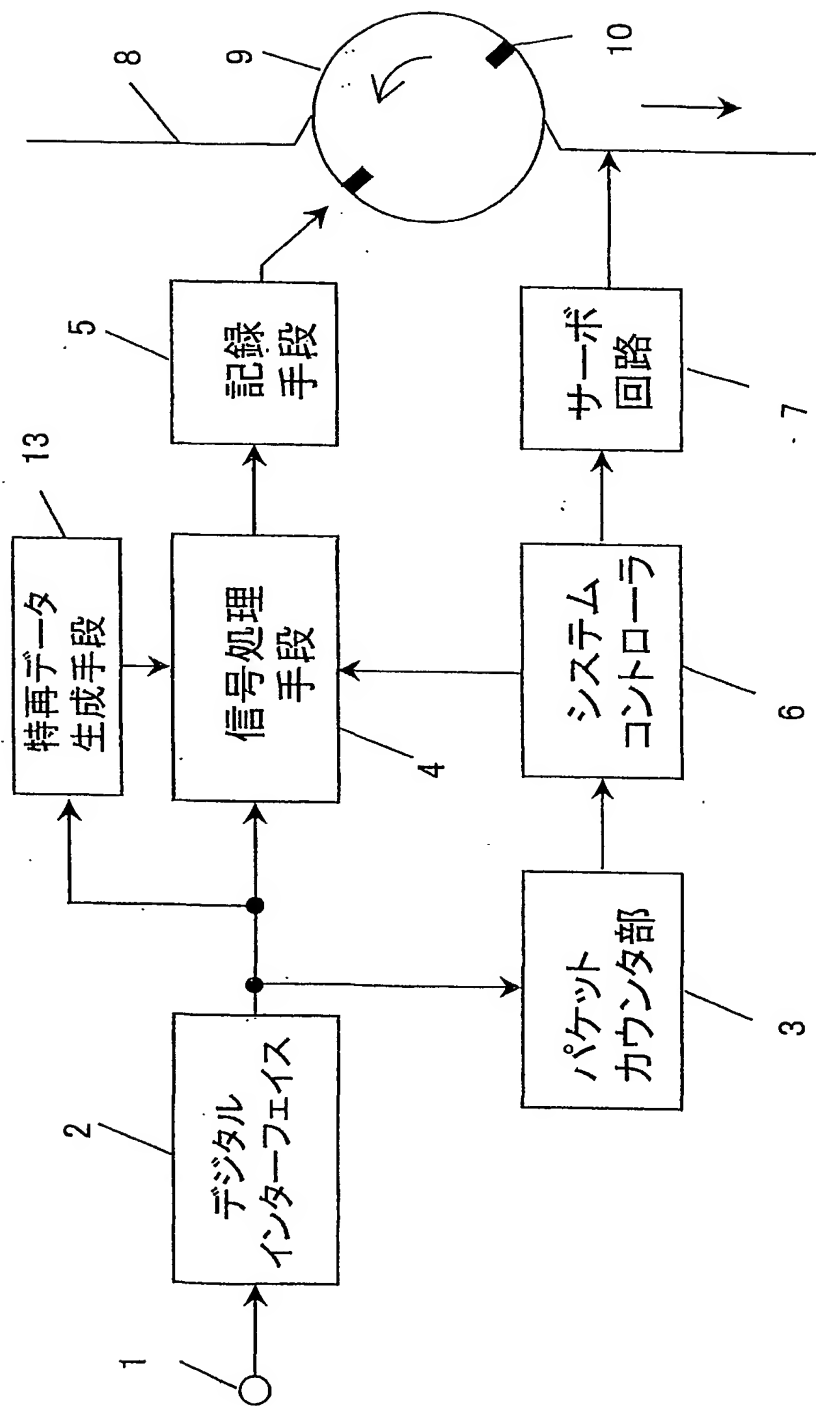 1
2
デジタル
インターフェイス
13
特再データ
生成手段
信号処理
手段
4
5
記録
手段
8
9
10
パケット
カウンタ部
3
システム
コントローラ
6
サーボ
回路
7